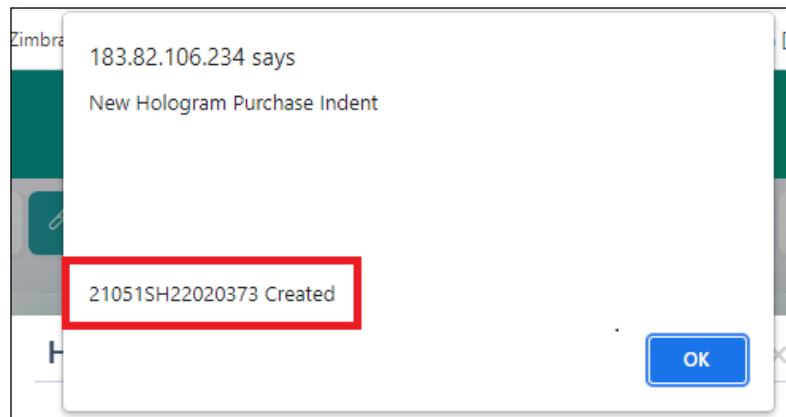 Zimbra
183.82.106.234 says
New Hologram Purchase Indent
21051SH22020373 Created
H
OK